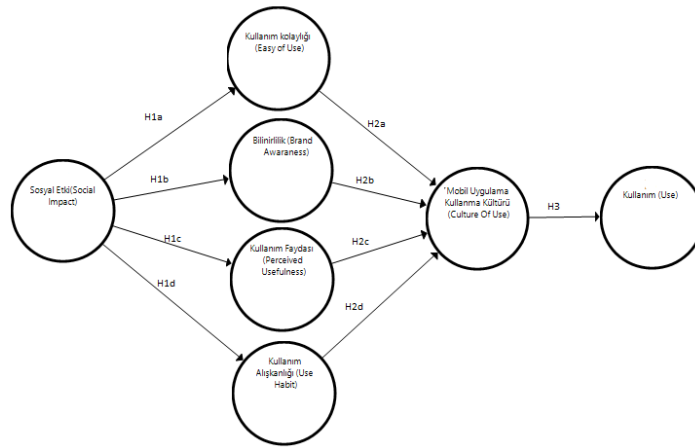 Kullanım kolaylığı
(Easy of Use)
H1a
H2a
Bilinirlilik (Brand
Awaraness)
H1b
H2b
Sosyal Etki(Social
Impact)
Mobil Uygulama
Kullanma Kültürü
(Culture Of Use)
H3
Kullanım (Use)
H1c
H2c
Kullanım Faydası
(Perceived
Usefulness)
H1d
H2d
Kullanım
Alışkanlığı (Use
Habit)